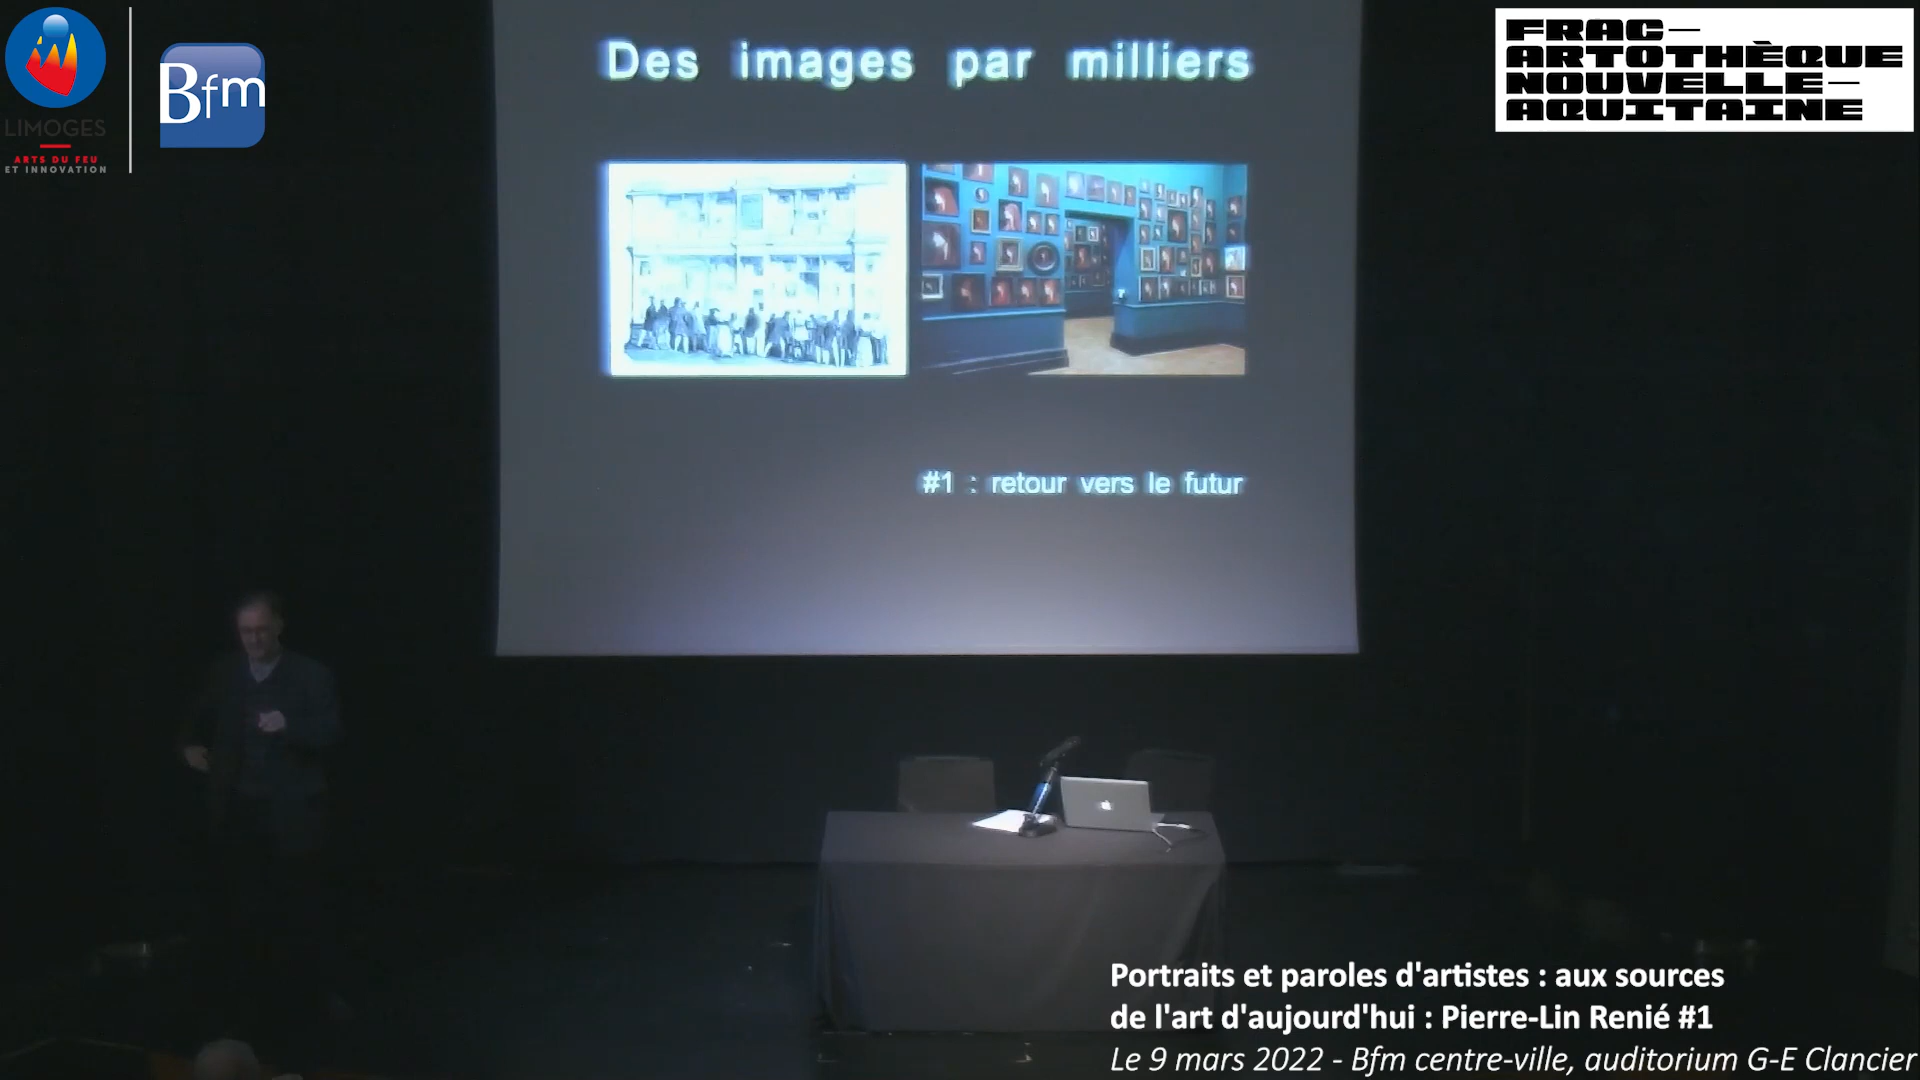 LIMOGES
ARTS DU FEU
ET INNOVATION
Bfm
FRAC—
ARTOTHÈQUE
NOUVELLE—
AQUITAINE
Des images par milliers
#1 : retour vers le futur
Portraits et paroles d'artistes : aux sources
de l'art d'aujourd'hui : Pierre-Lin Renié #1
Le 9 mars 2022 - Bfm centre-ville, auditorium G-E Clancier